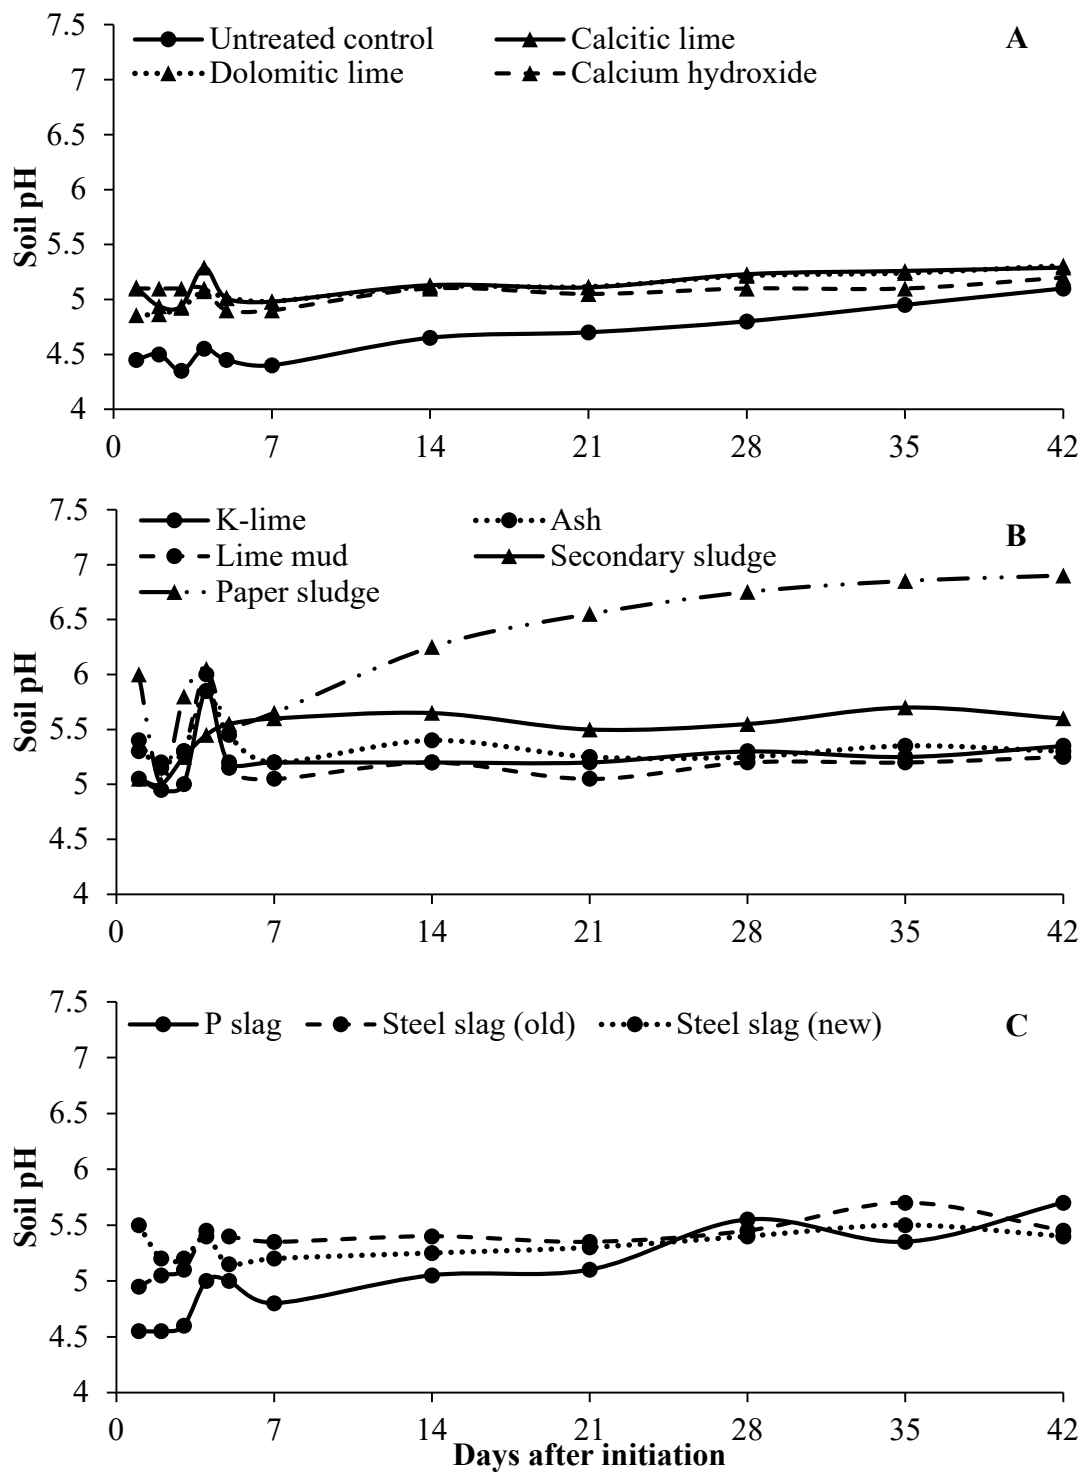 7.5
Untreated control Calcitic lime A
Dolomitic lime Calcium hydroxide
7
6.5
6
Soil pH
5.5
5
4.5
4
0 7 14 21 28 35 42
7.5
K-lime Ash B
Lime mud Secondary sludge
7
Paper sludge
6.5
6
Soil pH
5.5
5
4.5
4
0 7 14 21 28 35 42
7.5
P slag Steel slag (old) Steel slag (new) C
7
6.5
6
Soil pH
5.5
5
4.5
4
0 7 14 21 28 35 42
Days after initiation